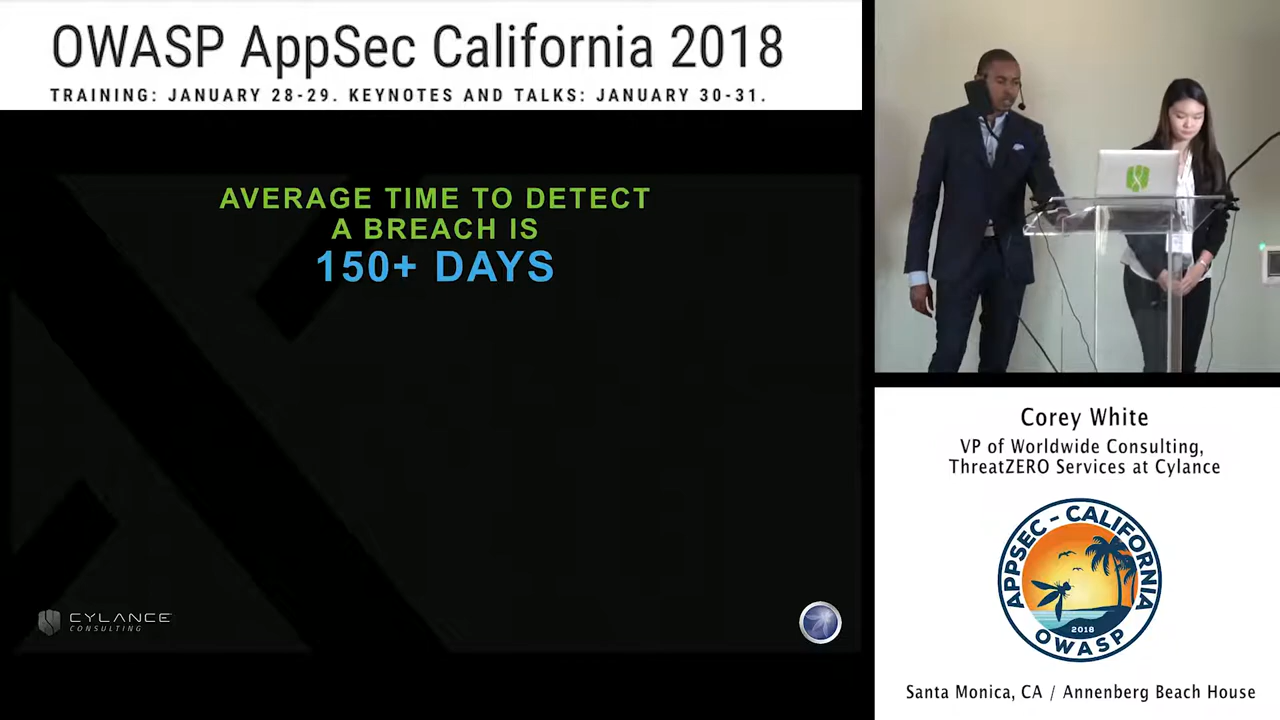 OWASP AppSec California 2018
TRAINING: JANUARY 28-29. KEYNOTES AND TALKS: JANUARY 30-31.
AVERAGE TIME TO DETECT
A BREACH IS
150+ DAYS
CYLANCE
CONSULTING
Corey White
VP of Worldwide Consulting,
ThreatZERO Services at Cylance
APPSEC - CALIFORNIA
2018
OWASP
Santa Monica, CA / Annenberg Beach House